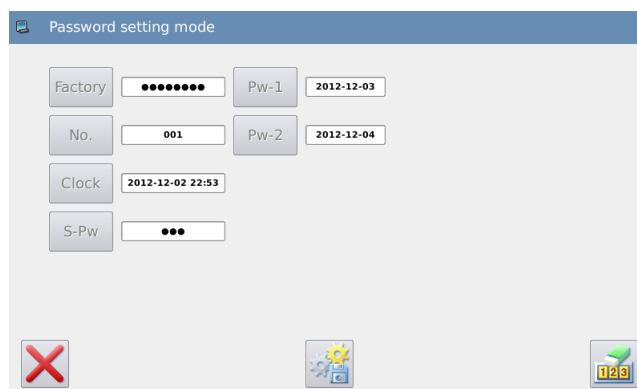 Password setting mode
Factory ●●●●●●●● Pw-1 2012-12-03
No. 001 Pw-2 2012-12-04
Clock 2012-12-02 22:53
S-Pw ●●●
123